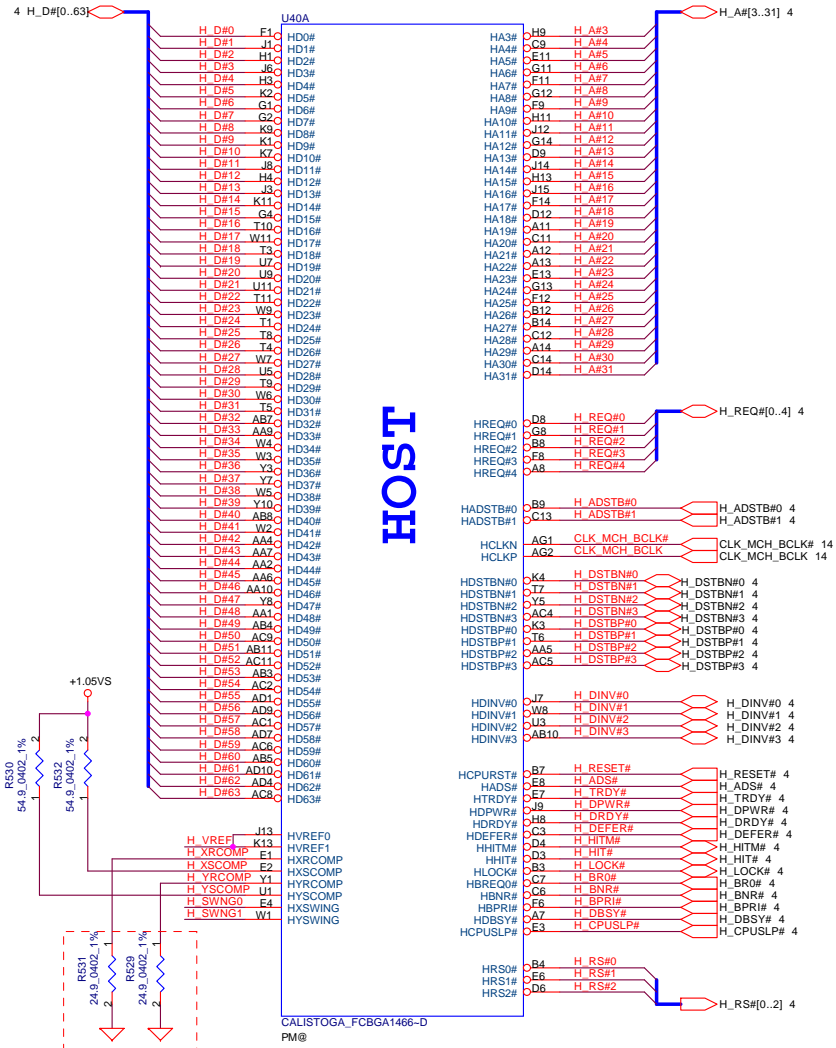 4 H_D#[0..63]
U40A
H_A#[3..31] 4
H_D#0 F1 HD0#
H_D#1 J1 HD1#
H_D#2 H1 HD2#
H_D#3 J6 HD3#
H_D#4 H3 HD4#
H_D#5 K2 HD5#
H_D#6 G1 HD6#
H_D#7 G2 HD7#
H_D#8 K9 HD8#
H_D#9 K1 HD9#
H_D#10 K7 HD10#
H_D#11 J8 HD11#
H_D#12 H4 HD12#
H_D#13 J3 HD13#
H_D#14 K11 HD14#
H_D#15 G4 HD15#
H_D#16 T10 HD16#
H_D#17 W11 HD17#
H_D#18 T3 HD18#
H_D#19 U7 HD19#
H_D#20 U9 HD20#
H_D#21 U11 HD21#
H_D#22 T11 HD22#
H_D#23 W9 HD23#
H_D#24 T1 HD24#
H_D#25 T8 HD25#
H_D#26 T4 HD26#
H_D#27 W7 HD27#
H_D#28 U5 HD28#
H_D#29 T9 HD29#
H_D#30 W6 HD30#
H_D#31 T5 HD31#
H_D#32 AB7 HD32#
H_D#33 AA9 HD33#
H_D#34 W4 HD34#
H_D#35 W3 HD35#
H_D#36 Y3 HD36#
H_D#37 Y7 HD37#
H_D#38 W5 HD38#
H_D#39 Y10 HD39#
H_D#40 AB8 HD40#
H_D#41 W2 HD41#
H_D#42 AA4 HD42#
H_D#43 AA7 HD43#
H_D#44 AA2 HD44#
H_D#45 AA6 HD45#
H_D#46 AA10 HD46#
H_D#47 Y8 HD47#
H_D#48 AA1 HD48#
H_D#49 AB4 HD49#
H_D#50 AC9 HD50#
H_D#51 AB11 HD51#
H_D#52 AC11 HD52#
H_D#53 AB3 HD53#
H_D#54 AC2 HD54#
H_D#55 AD1 HD55#
H_D#56 AD9 HD56#
H_D#57 AC1 HD57#
H_D#58 AD7 HD58#
H_D#59 AC6 HD59#
H_D#60 AB5 HD60#
H_D#61 AD10 HD61#
H_D#62 AD4 HD62#
H_D#63 AC8 HD63#
+1.05VS
R530 54.9_0402_1% 2 1
R532 54.9_0402_1% 2 1
H_VREF J13 HVREF0
K13 HVREF1
H_XRCOMP E1 HXRCOMP
H_XSCOMP E2 HXSCOMP
H_YRCOMP Y1 HYRCOMP
H_YSCOMP U1 HYSCOMP
H_SWNG0 E4 HXSWING
H_SWNG1 W1 HYSWING
R531 24.9_0402_1% 1 2
R529 24.9_0402_1% 1 2
HOST
HA3# H9 H_A#3
HA4# C9 H_A#4
HA5# E11 H_A#5
HA6# G11 H_A#6
HA7# F11 H_A#7
HA8# G12 H_A#8
HA9# F9 H_A#9
HA10# H11 H_A#10
HA11# J12 H_A#11
HA12# G14 H_A#12
HA13# D9 H_A#13
HA14# J14 H_A#14
HA15# H13 H_A#15
HA16# J15 H_A#16
HA17# F14 H_A#17
HA18# D12 H_A#18
HA19# A11 H_A#19
HA20# C11 H_A#20
HA21# A12 H_A#21
HA22# A13 H_A#22
HA23# E13 H_A#23
HA24# G13 H_A#24
HA25# F12 H_A#25
HA26# B12 H_A#26
HA27# B14 H_A#27
HA28# C12 H_A#28
HA29# A14 H_A#29
HA30# C14 H_A#30
HA31# D14 H_A#31
HREQ#0 D8 H_REQ#0 H_REQ#[0..4] 4
HREQ#1 G8 H_REQ#1
HREQ#2 B8 H_REQ#2
HREQ#3 F8 H_REQ#3
HREQ#4 A8 H_REQ#4
HADSTB#0 B9 H_ADSTB#0 H_ADSTB#0 4
HADSTB#1 C13 H_ADSTB#1 H_ADSTB#1 4
HCLKN AG1 CLK_MCH_BCLK# CLK_MCH_BCLK# 14
HCLKP AG2 CLK_MCH_BCLK CLK_MCH_BCLK 14
HDSTBN#0 K4 H_DSTBN#0 H_DSTBN#0 4
HDSTBN#1 T7 H_DSTBN#1 H_DSTBN#1 4
HDSTBN#2 Y5 H_DSTBN#2 H_DSTBN#2 4
HDSTBN#3 AC4 H_DSTBN#3 H_DSTBN#3 4
HDSTBP#0 K3 H_DSTBP#0 H_DSTBP#0 4
HDSTBP#1 T6 H_DSTBP#1 H_DSTBP#1 4
HDSTBP#2 AA5 H_DSTBP#2 H_DSTBP#2 4
HDSTBP#3 AC5 H_DSTBP#3 H_DSTBP#3 4
HDINV#0 J7 H_DINV#0 H_DINV#0 4
HDINV#1 W8 H_DINV#1 H_DINV#1 4
HDINV#2 U3 H_DINV#2 H_DINV#2 4
HDINV#3 AB10 H_DINV#3 H_DINV#3 4
HCPURST# B7 H_RESET# H_RESET# 4
HADS# E8 H_ADS# H_ADS# 4
HTRDY# E7 H_TRDY# H_TRDY# 4
HDPWR# J9 H_DPWR# H_DPWR# 4
HDRDY# H8 H_DRDY# H_DRDY# 4
HDEFER# C3 H_DEFER# H_DEFER# 4
HHITM# D4 H_HITM# H_HITM# 4
HHIT# D3 H_HIT# H_HIT# 4
HLOCK# B3 H_LOCK# H_LOCK# 4
HBREQ0# C7 H_BR0# H_BR0# 4
HBNR# C6 H_BNR# H_BNR# 4
HBPRI# F6 H_BPRI# H_BPRI# 4
HDBSY# A7 H_DBSY# H_DBSY# 4
HCPUSLP# E3 H_CPUSLP# H_CPUSLP# 4
HRS0# B4 H_RS#0
HRS1# E6 H_RS#1
HRS2# D6 H_RS#2
H_RS#[0..2] 4
CALISTOGA_FCBGA1466~D
PM@